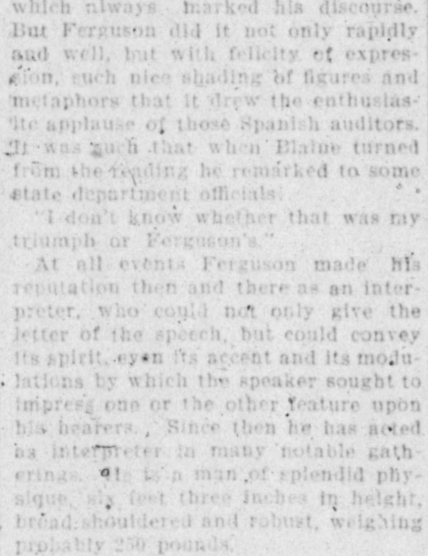 which always marked his discourse.
But Ferguson did it not only rapidly
and well, but with felicity of expres-
sion, such nice shading of figures and
metaphors that it drew the enthusias-
tic applause of those Spanish auditors.
It was such that when Blaine turned
from the reading he remarked to some
state department officials:
"I don't know whether that was my
triumph or Ferguson's."
At all events Ferguson made his
reputation then and there as an inter-
preter, who could not only give the
letter of the speech, but could convey
its spirit, even its accent and its modu-
lations by which the speaker sought to
impress one or the other feature upon
his hearers. Since then he has acted
as interpreter in many notable gath-
erings. He is a man of splendid phy-
sique, six feet three inches in height,
broad shouldered and robust, weighing
probably 250 pounds.